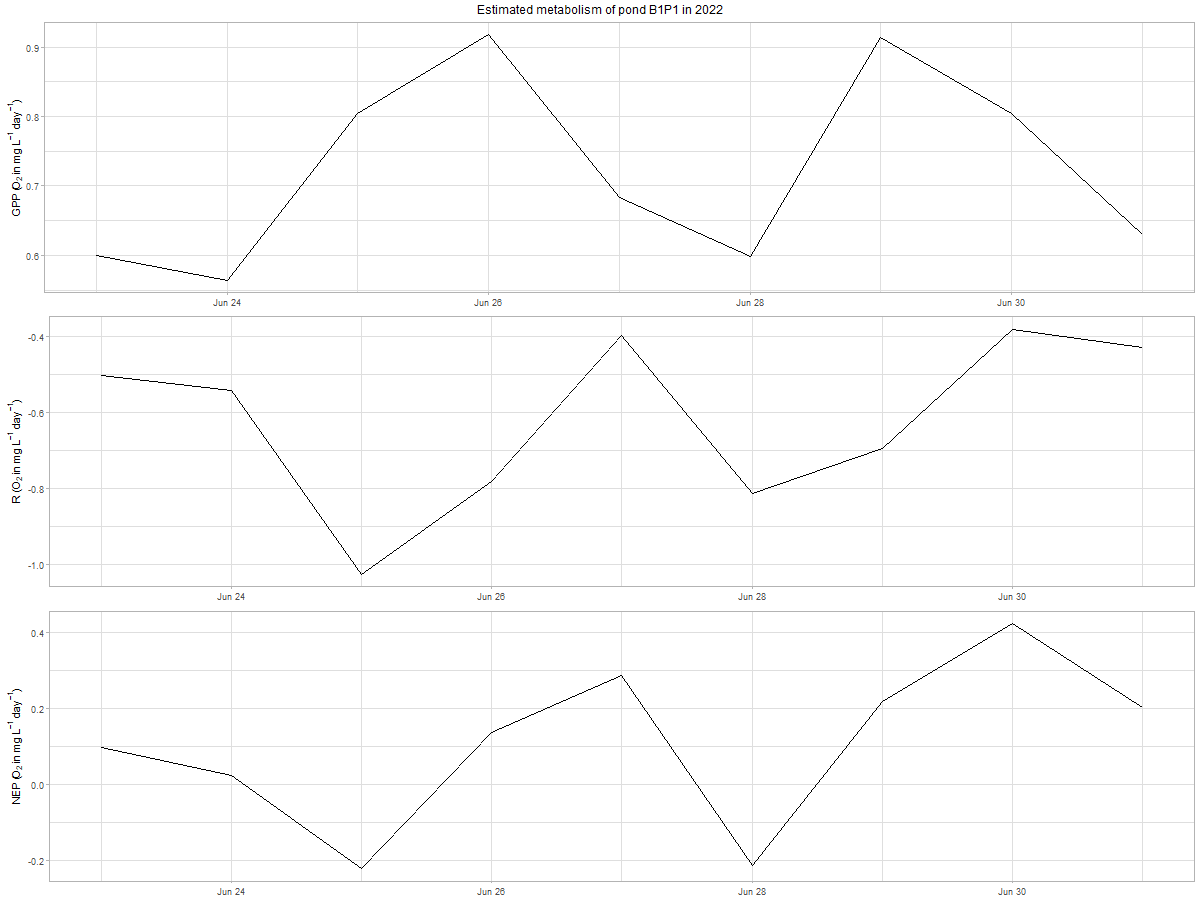 Estimated metabolism of pond B1P1 in 2022
GPP (O₂ in mg L⁻¹ day⁻¹)
0.9
0.8
0.7
0.6
Jun 24 Jun 26 Jun 28 Jun 30
R (O₂ in mg L⁻¹ day⁻¹)
-0.4
-0.6
-0.8
-1.0
Jun 24 Jun 26 Jun 28 Jun 30
NEP (O₂ in mg L⁻¹ day⁻¹)
0.4
0.2
0.0
-0.2
Jun 24 Jun 26 Jun 28 Jun 30